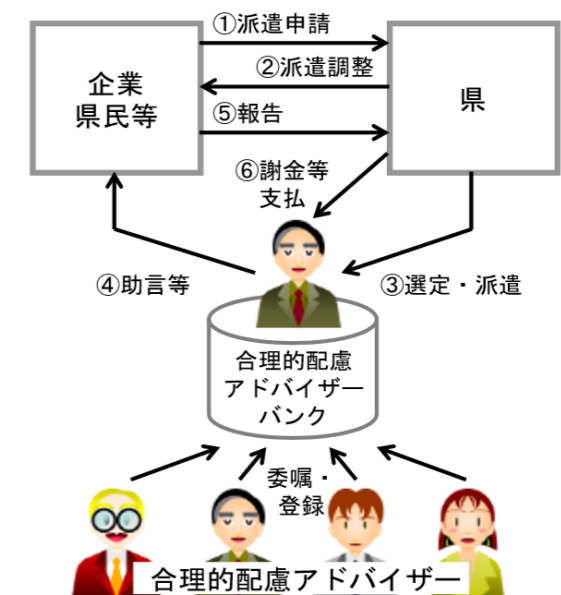 ①派遣申請
②派遣調整
企業
県民等
県
⑤報告
⑥謝金等
支払
④助言等
③選定・派遣
合理的配慮
アドバイザー
バンク
委嘱・
登録
合理的配慮アドバイザー